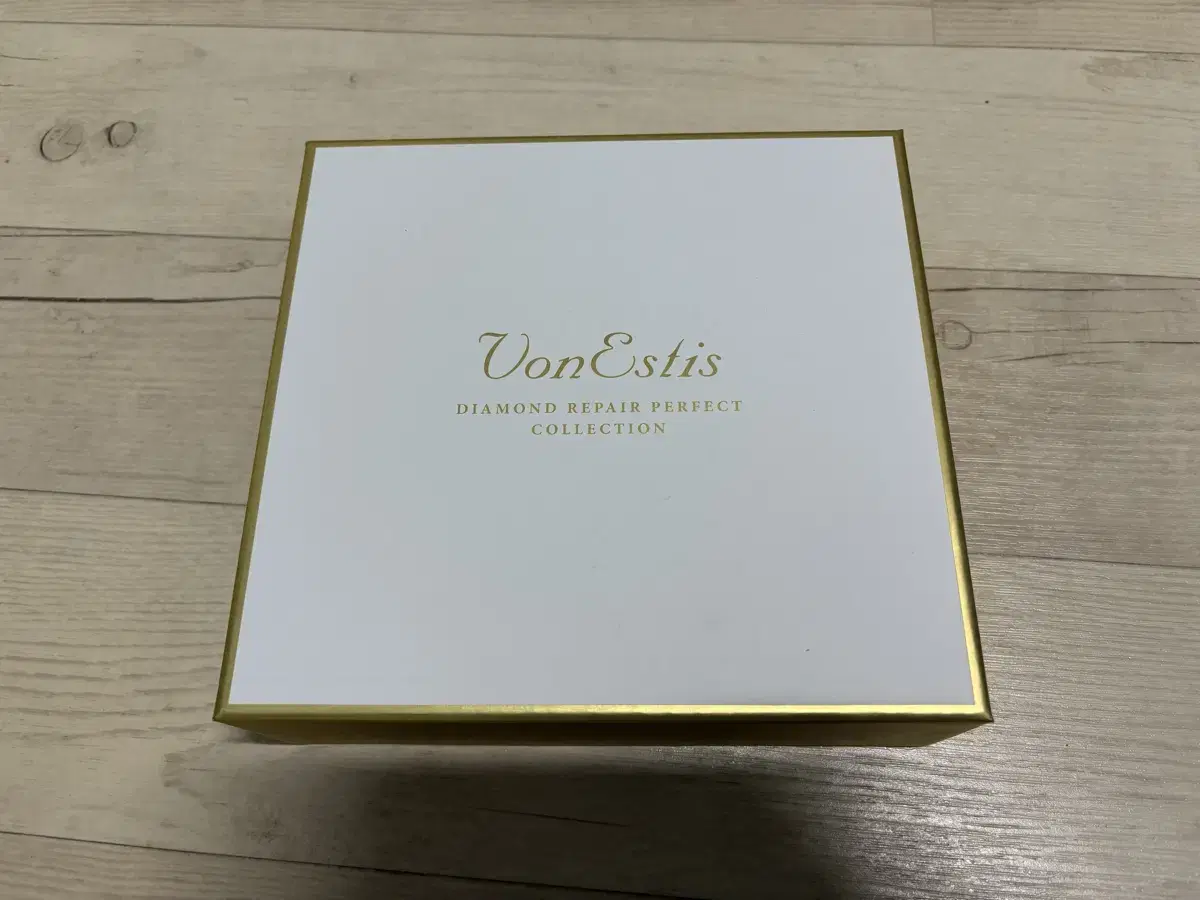 VonEstis
DIAMOND REPAIR PERFECT
COLLECTION